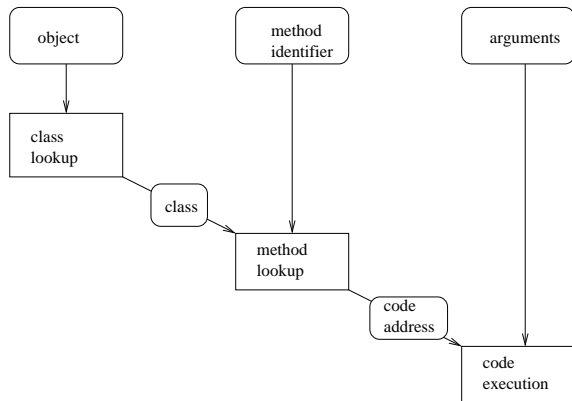 object
method
identifier
arguments
class
lookup
class
method
lookup
code
address
code
execution